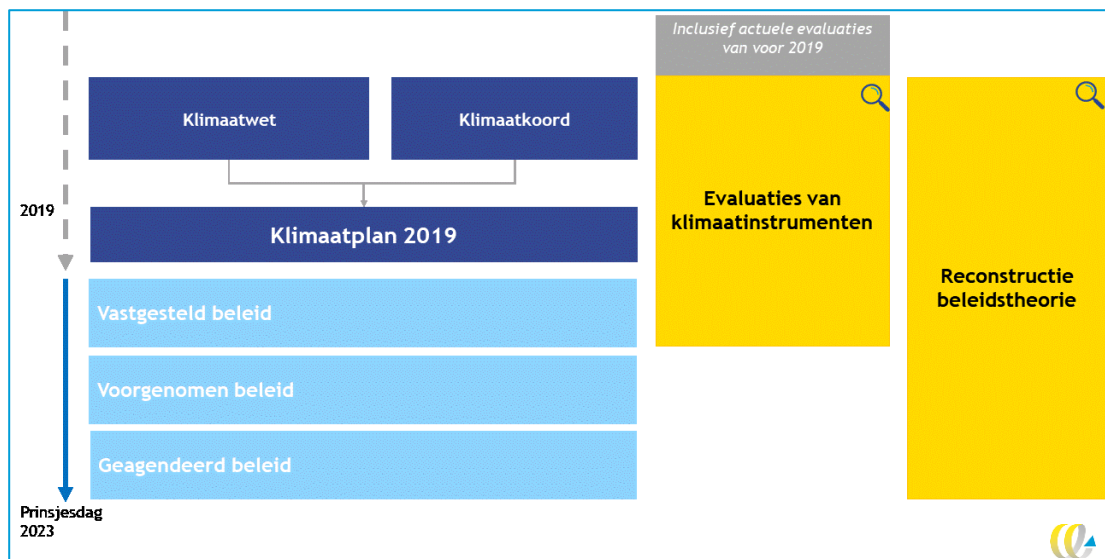 Inclusief actuele evaluaties
van voor 2019
Klimaatwet
Klimaatkoord
Evaluaties van
klimaatinstrumenten
2019
Klimaatplan 2019
Reconstructie
beleidstheorie
Vastgesteld beleid
Voorgenomen beleid
Geagendeerd beleid
Prinsjesdag
2023